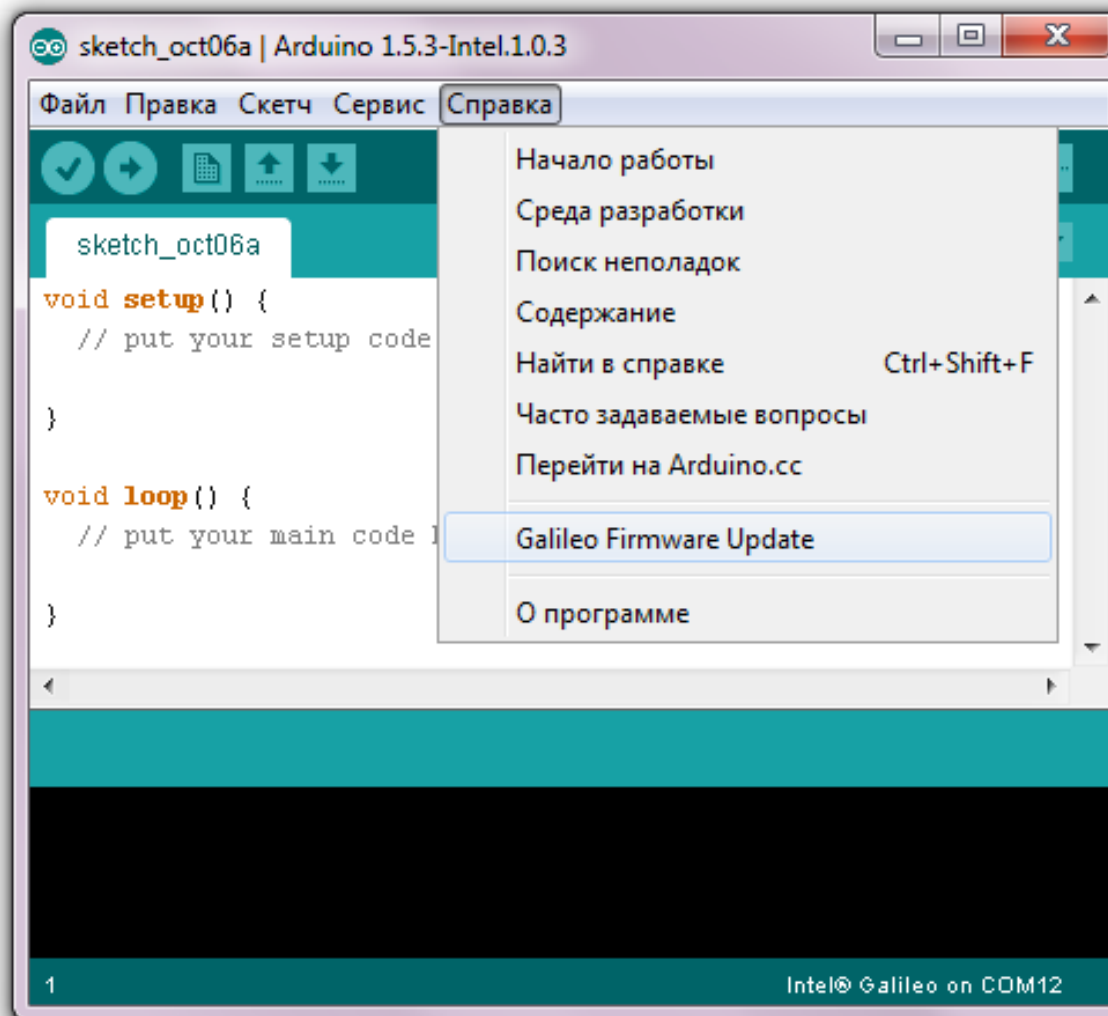 sketch_oct06a | Arduino 1.5.3-Intel.1.0.3
Файл Правка Скетч Сервис Справка
Начало работы
Среда разработки
Поиск неполадок
Содержание
Найти в справке Ctrl+Shift+F
Часто задаваемые вопросы
Перейти на Arduino.cc
Galileo Firmware Update
О программе
sketch_oct06a
void setup() {
// put your setup code
}
void loop() {
// put your main code
}
1 Intel® Galileo on COM12